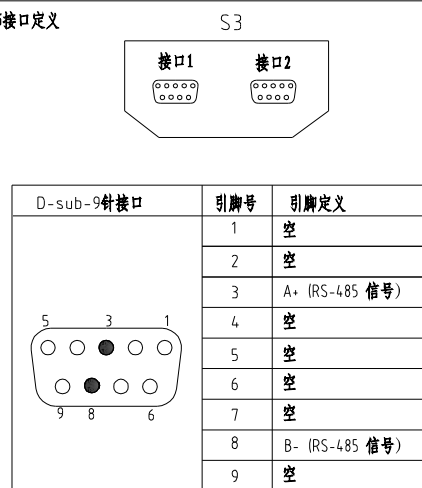 接口定义
S3
接口1 接口2
D-sub-9针接口 引脚号 引脚定义
1 空
2 空
3 A+ (RS-485 信号)
4 空
5 空
6 空
7 空
8 B- (RS-485 信号)
9 空
5 3 1
9 8 6